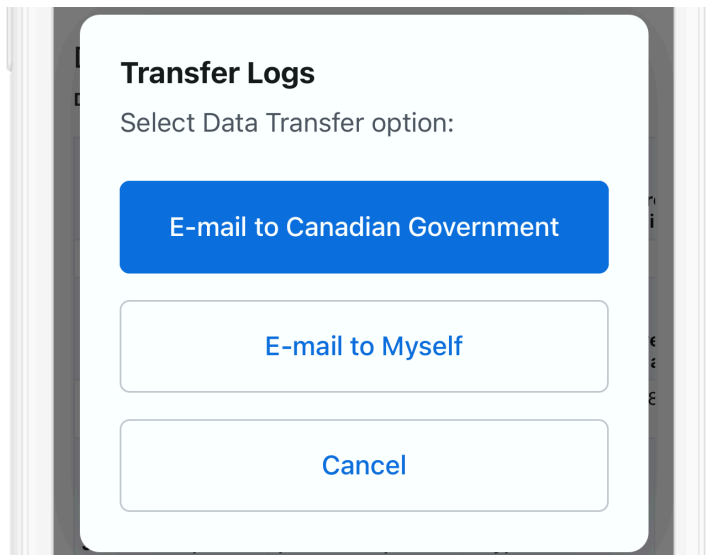 Transfer Logs
Select Data Transfer option:
E-mail to Canadian Government
E-mail to Myself
Cancel